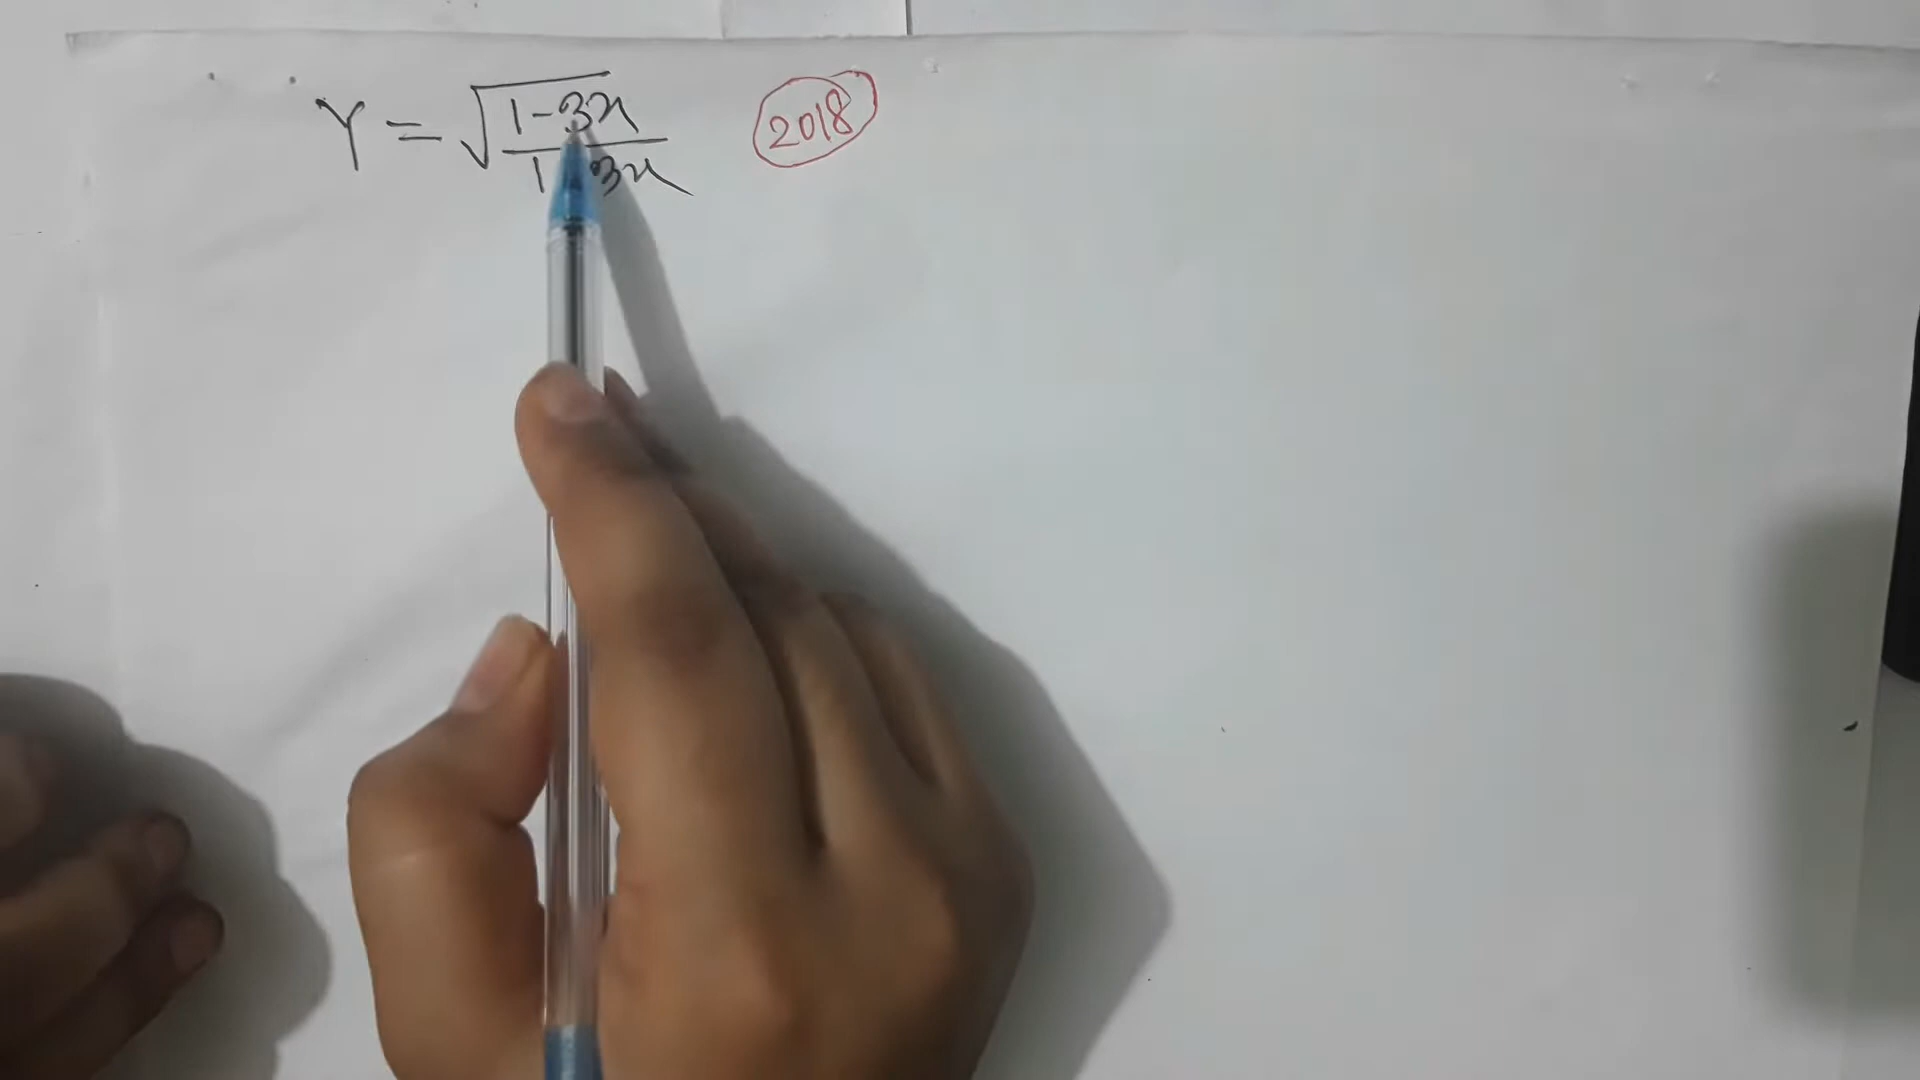 Y = √ 1-3x 2018
1 3x